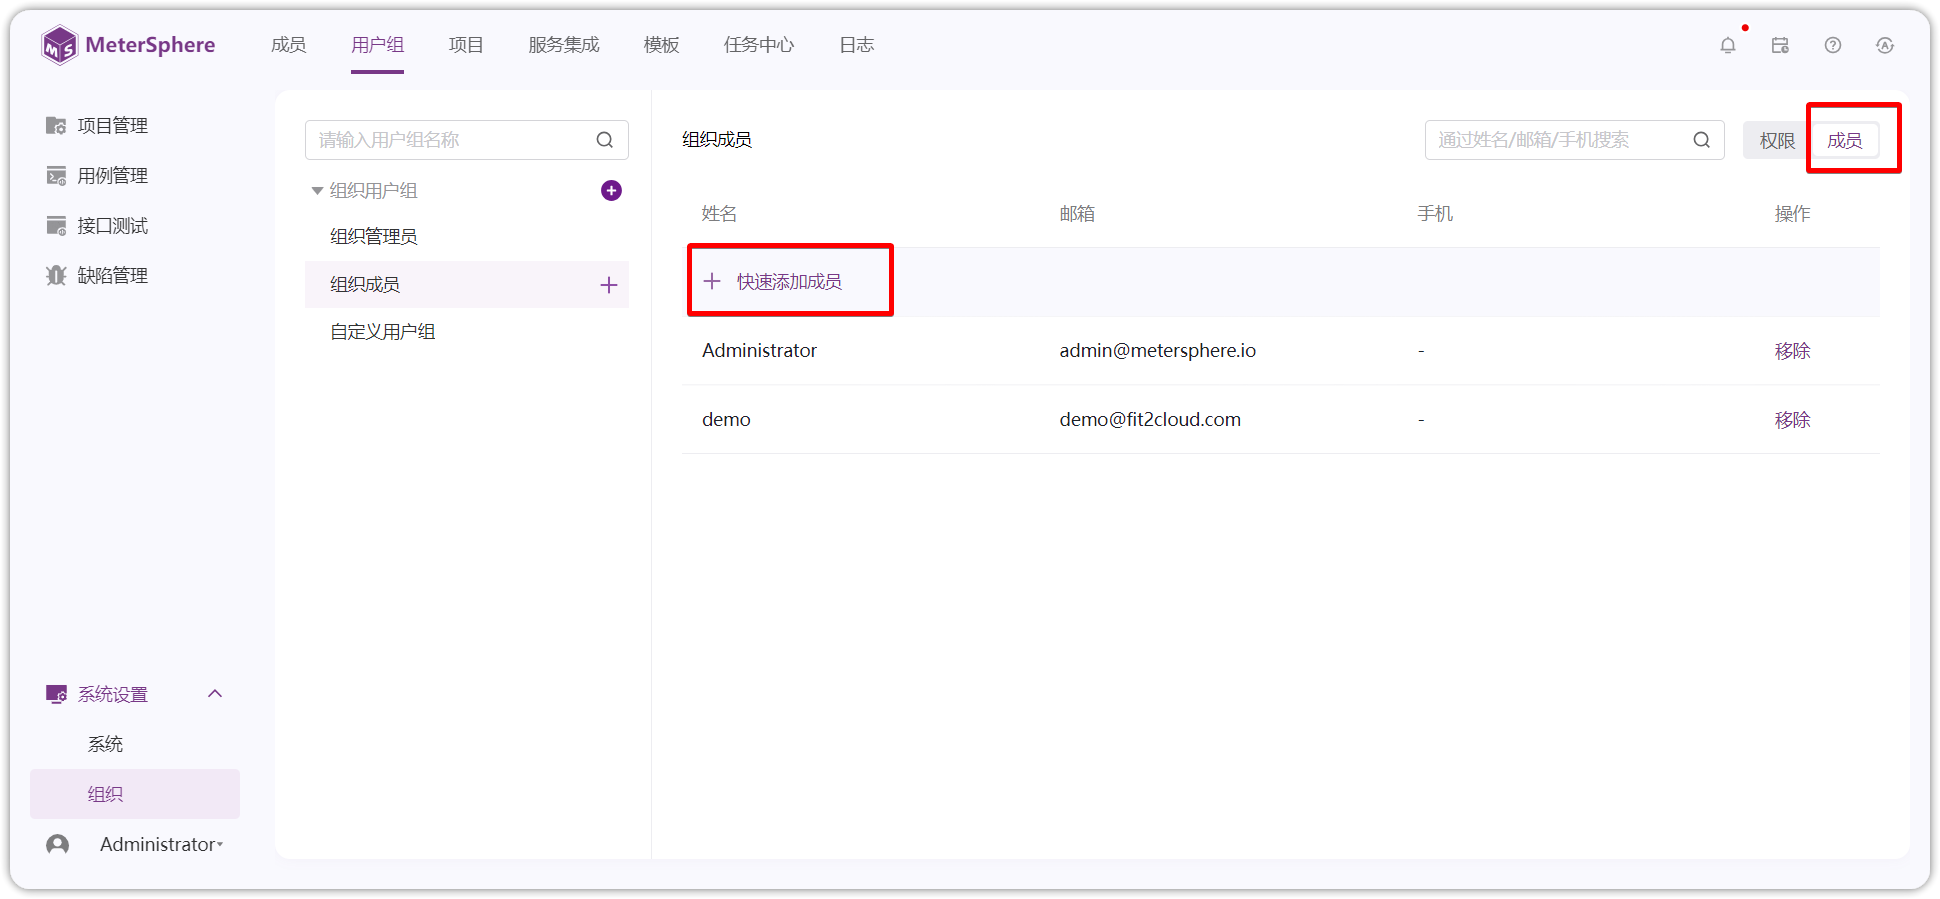 MeterSphere
成员
用户组
项目
服务集成
模板
任务中心
日志
项目管理
用例管理
接口测试
缺陷管理
系统设置
系统
组织
Administrator
请输入用户组名称
组织用户组
组织管理员
组织成员
自定义用户组
组织成员
通过姓名/邮箱/手机搜索
权限
成员
姓名 邮箱 手机 操作
快速添加成员
Administrator admin@metersphere.io - 移除
demo demo@fit2cloud.com - 移除